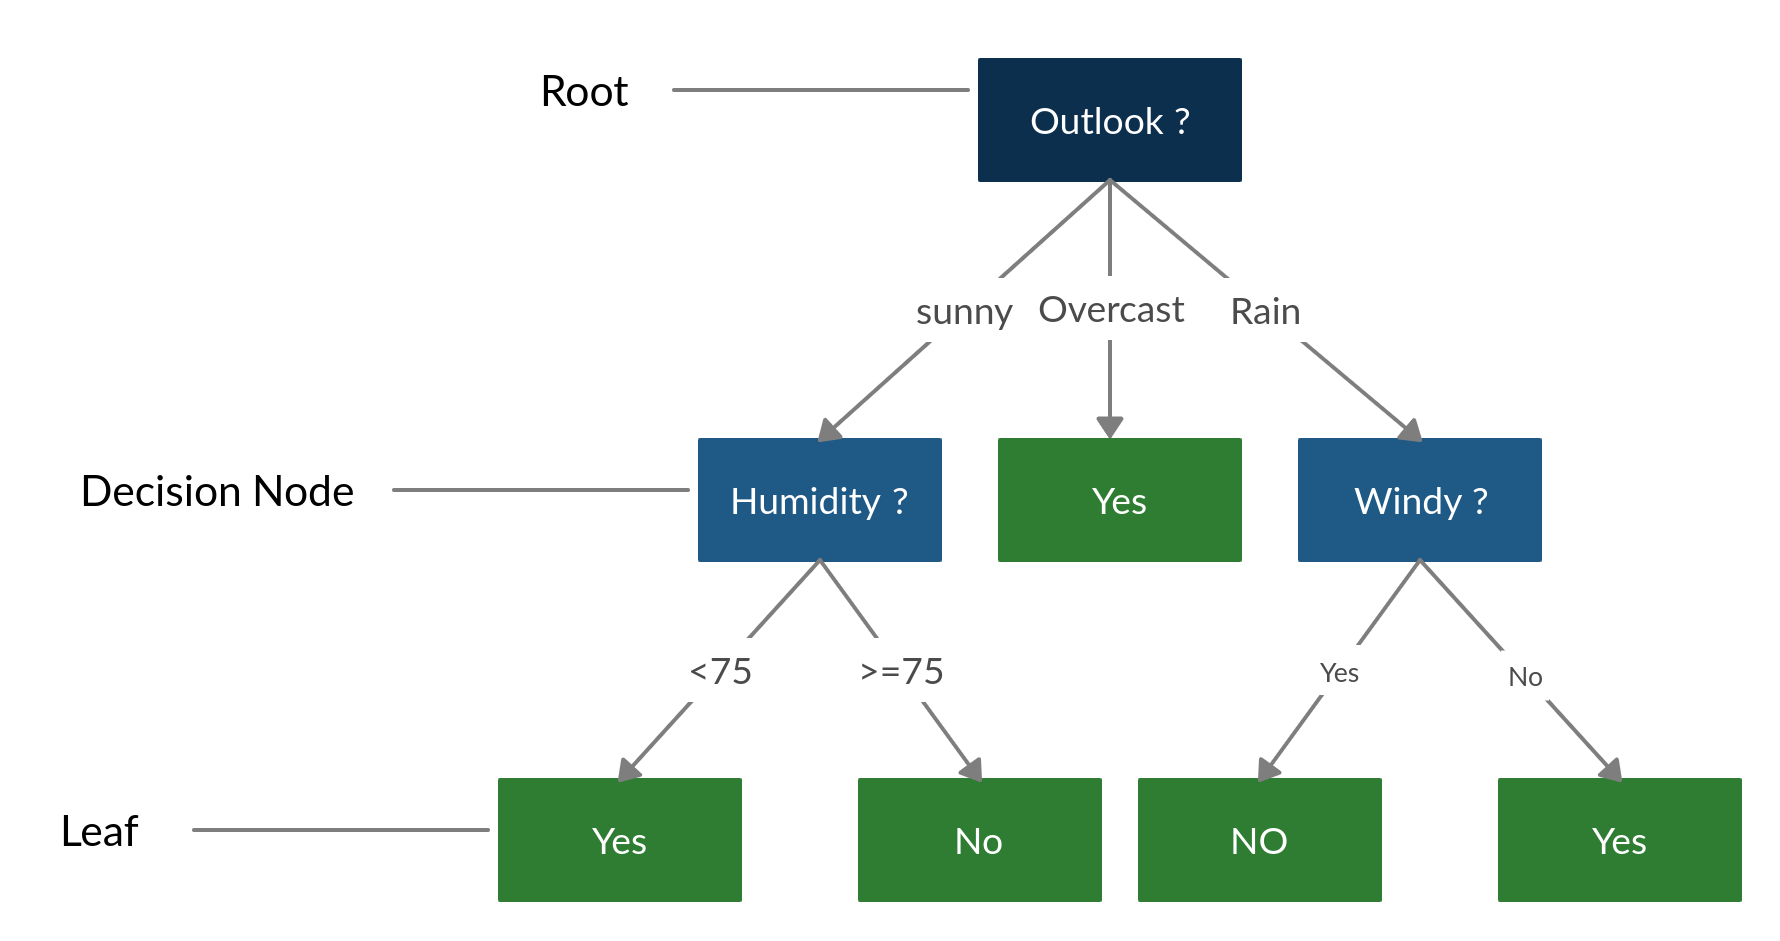 Root
Outlook ?
sunny
Overcast
Rain
Decision Node
Humidity ?
Yes
Windy ?
<75
>=75
Yes
No
Leaf
Yes
No
NO
Yes